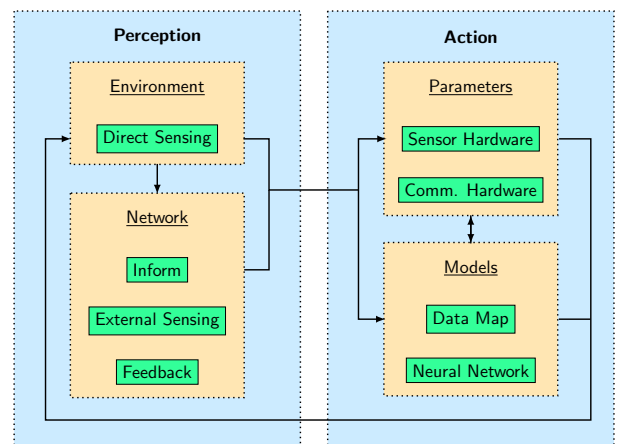 Perception
Environment
Direct Sensing
Network
Inform
External Sensing
Feedback
Action
Parameters
Sensor Hardware
Comm. Hardware
Models
Data Map
Neural Network